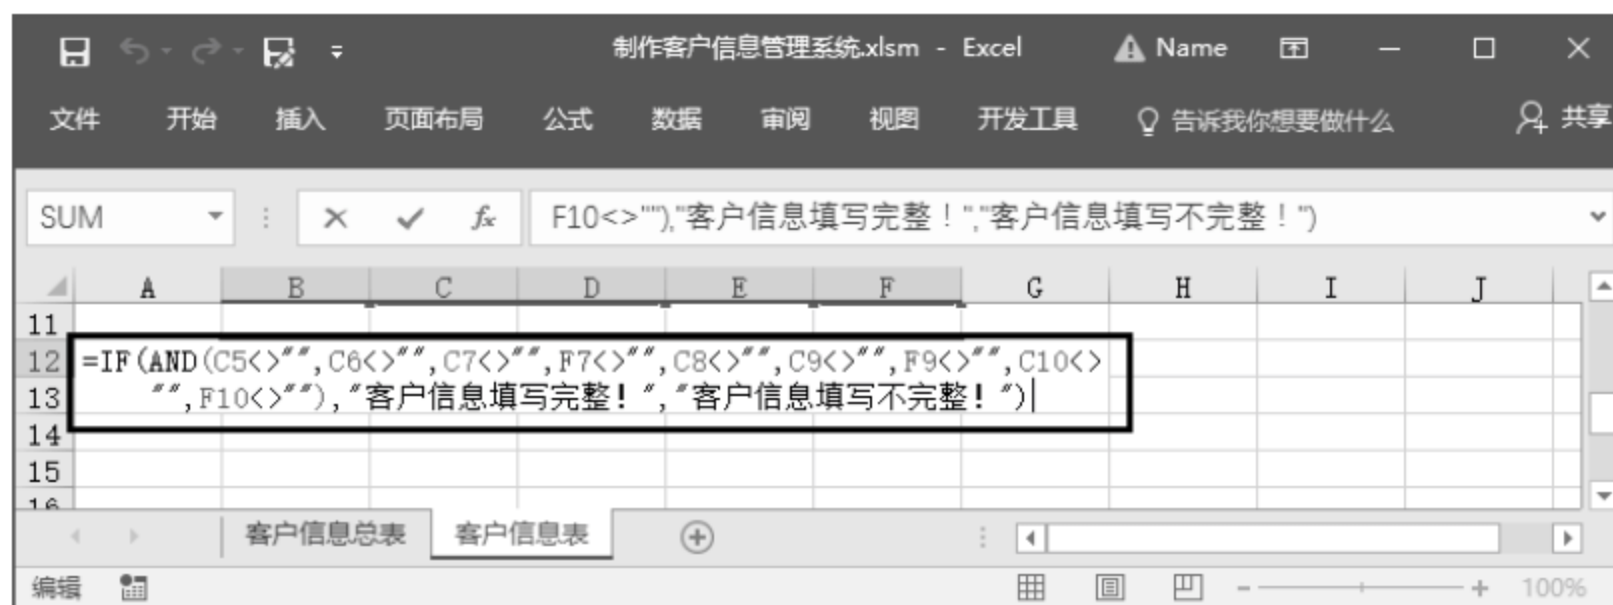 制作客户信息管理系统.xlsm - Excel Name
文件 开始 插入 页面布局 公式 数据 审阅 视图 开发工具 告诉我你想要做什么 共享
SUM fx F10<>""),"客户信息填写完整！","客户信息填写不完整！")
A B C D E F G H I J
11
12 =IF(AND(C5<>"",C6<>"",C7<>"",F7<>"",C8<>"",C9<>"",F9<>"",C10<>
13 "",F10<>""),"客户信息填写完整！","客户信息填写不完整！")
14
15
16
客户信息总表 客户信息表
编辑 100%